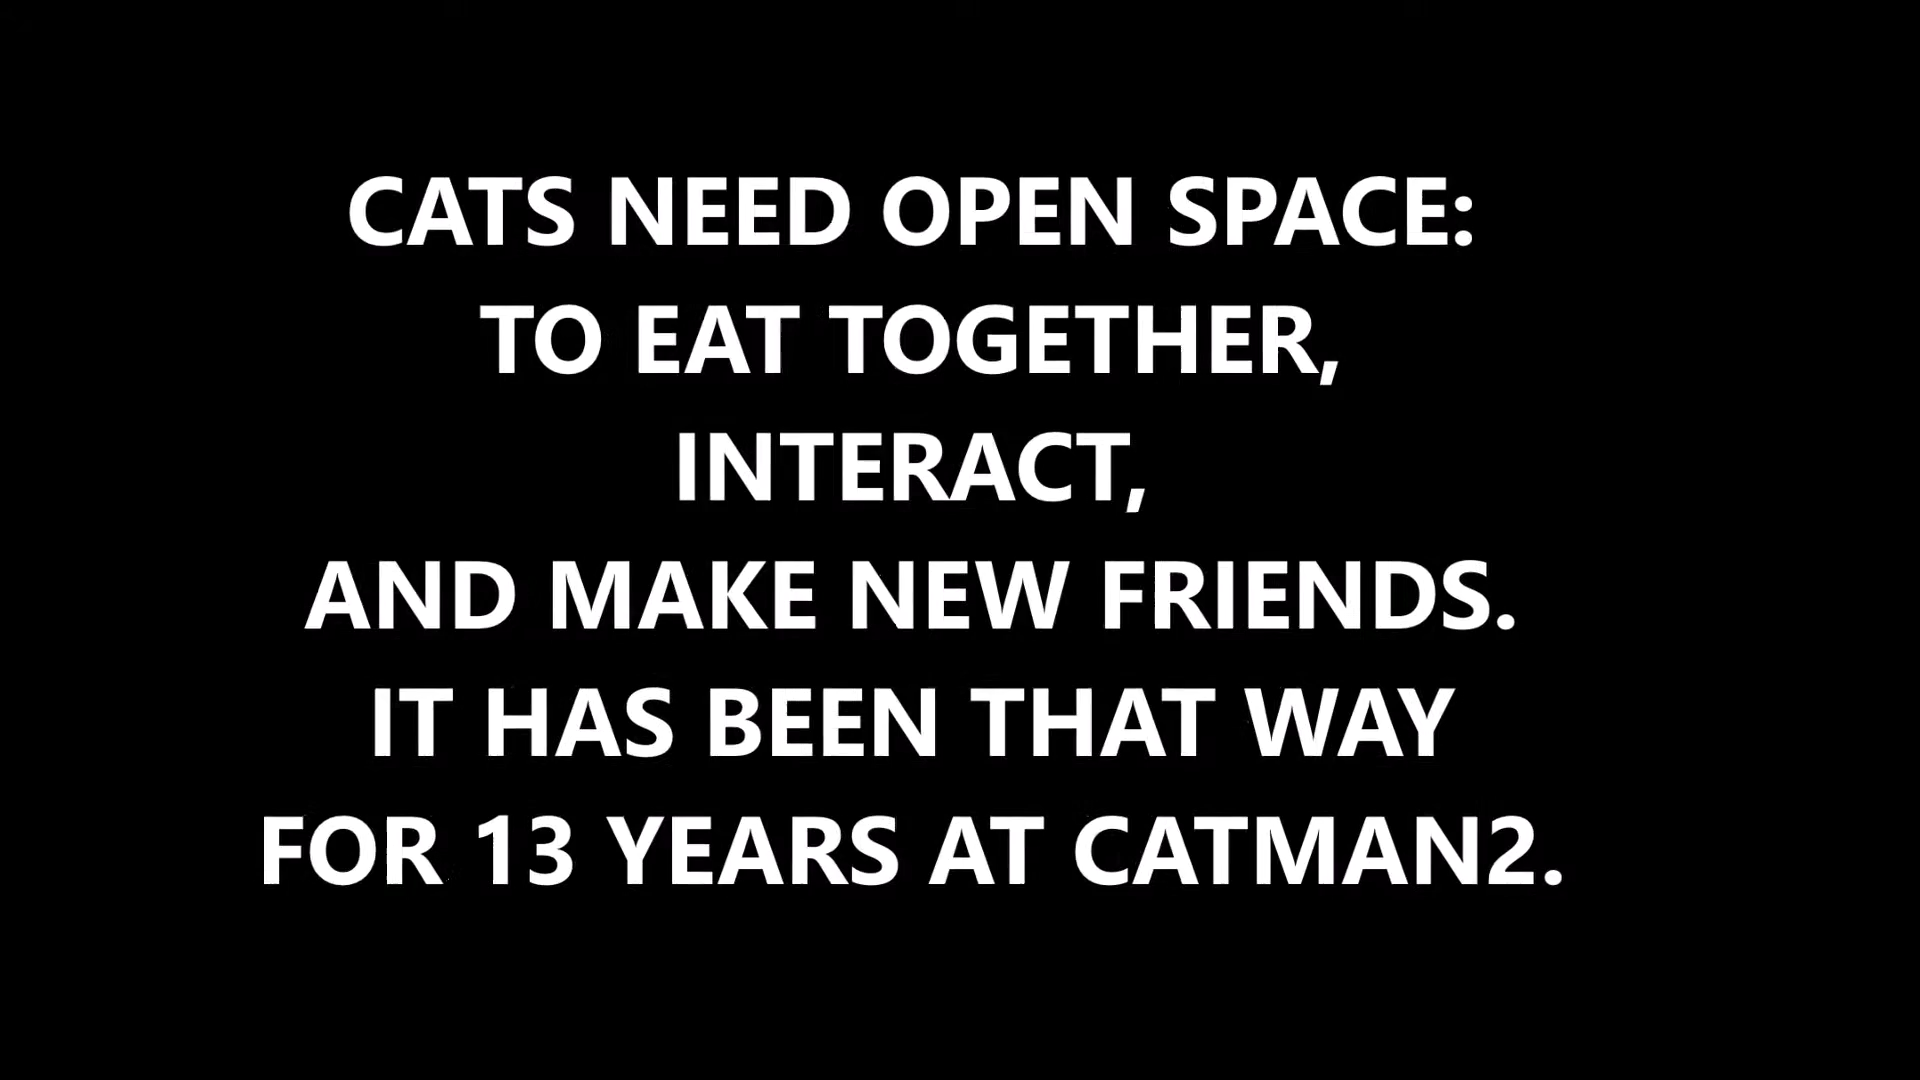 CATS NEED OPEN SPACE:
TO EAT TOGETHER,
INTERACT,
AND MAKE NEW FRIENDS.
IT HAS BEEN THAT WAY
FOR 13 YEARS AT CATMAN2.